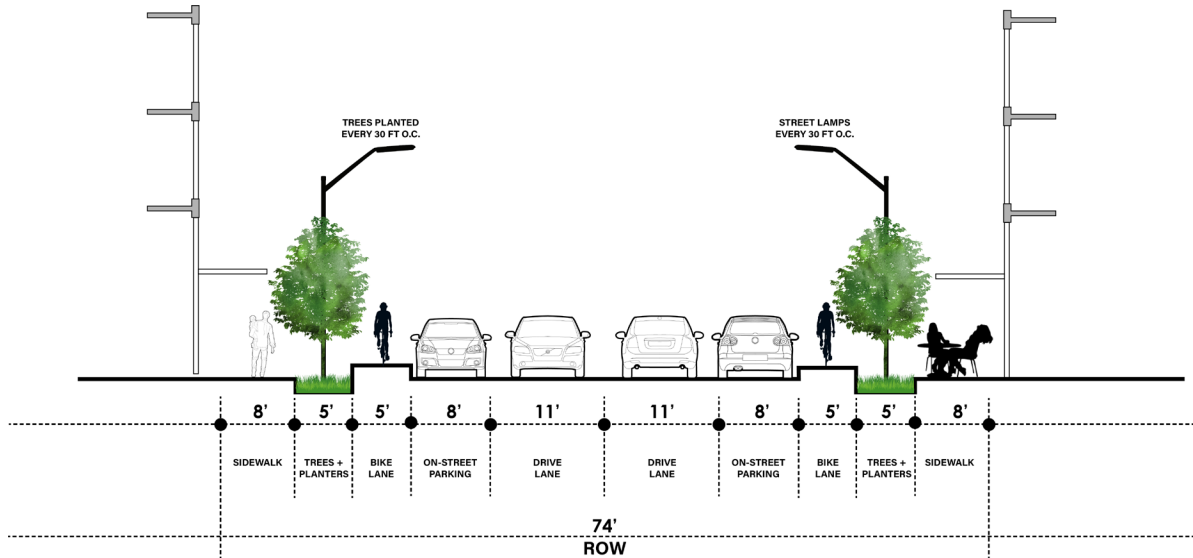 TREES PLANTED
EVERY 30 FT O.C.
STREET LAMPS
EVERY 30 FT O.C.
8' 5' 5' 8' 11' 11' 8' 5' 5' 8'
SIDEWALK
TREES +
PLANTERS
BIKE
LANE
ON-STREET
PARKING
DRIVE
LANE
DRIVE
LANE
ON-STREET
PARKING
BIKE
LANE
TREES +
PLANTERS
SIDEWALK
74'
ROW